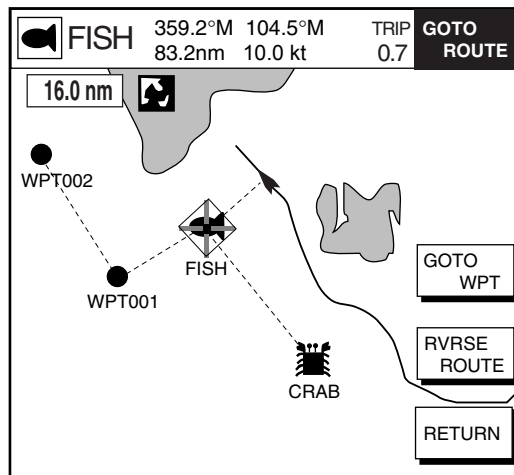 FISH 359.2°M 104.5°M TRIP GOTO
83.2nm 10.0 kt 0.7 ROUTE
16.0 nm
WPT002
FISH
WPT001
GOTO
WPT
RVRSE
ROUTE
CRAB
RETURN